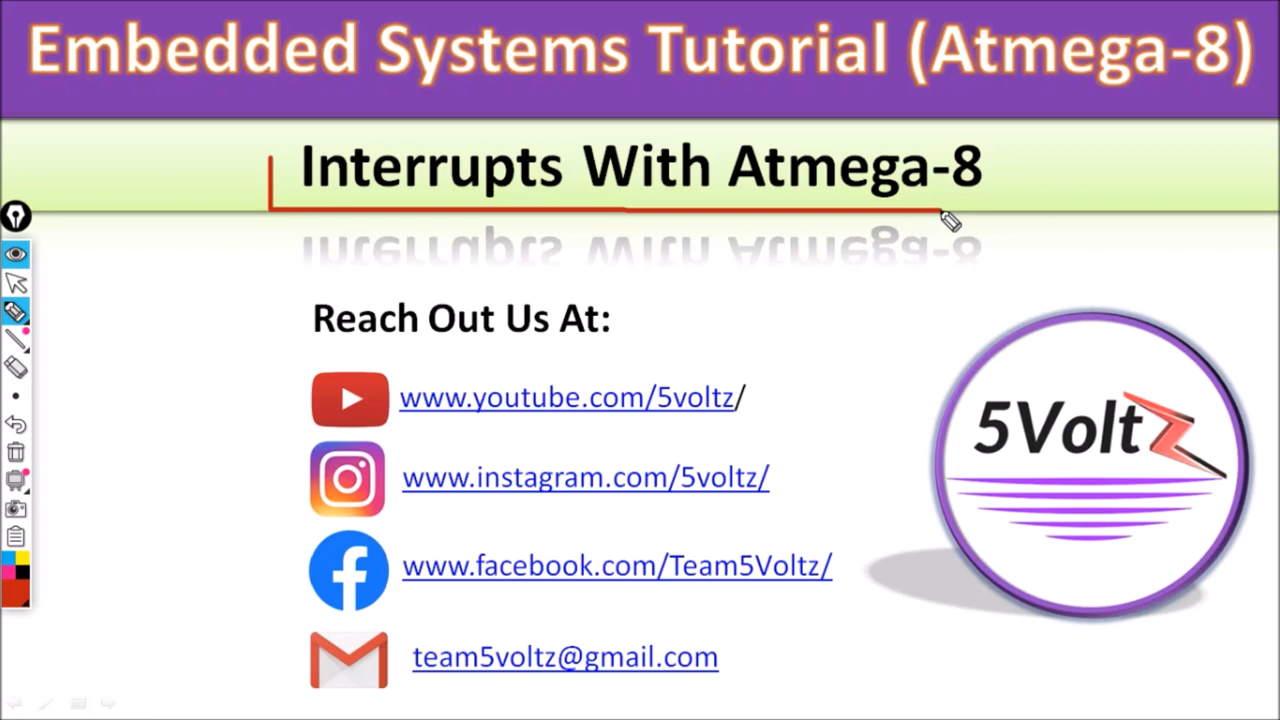 Embedded Systems Tutorial (Atmega-8)
Interrupts With Atmega-8
Reach Out Us At:
www.youtube.com/5voltz/
www.instagram.com/5voltz/
www.facebook.com/Team5Voltz/
team5voltz@gmail.com
5Voltz